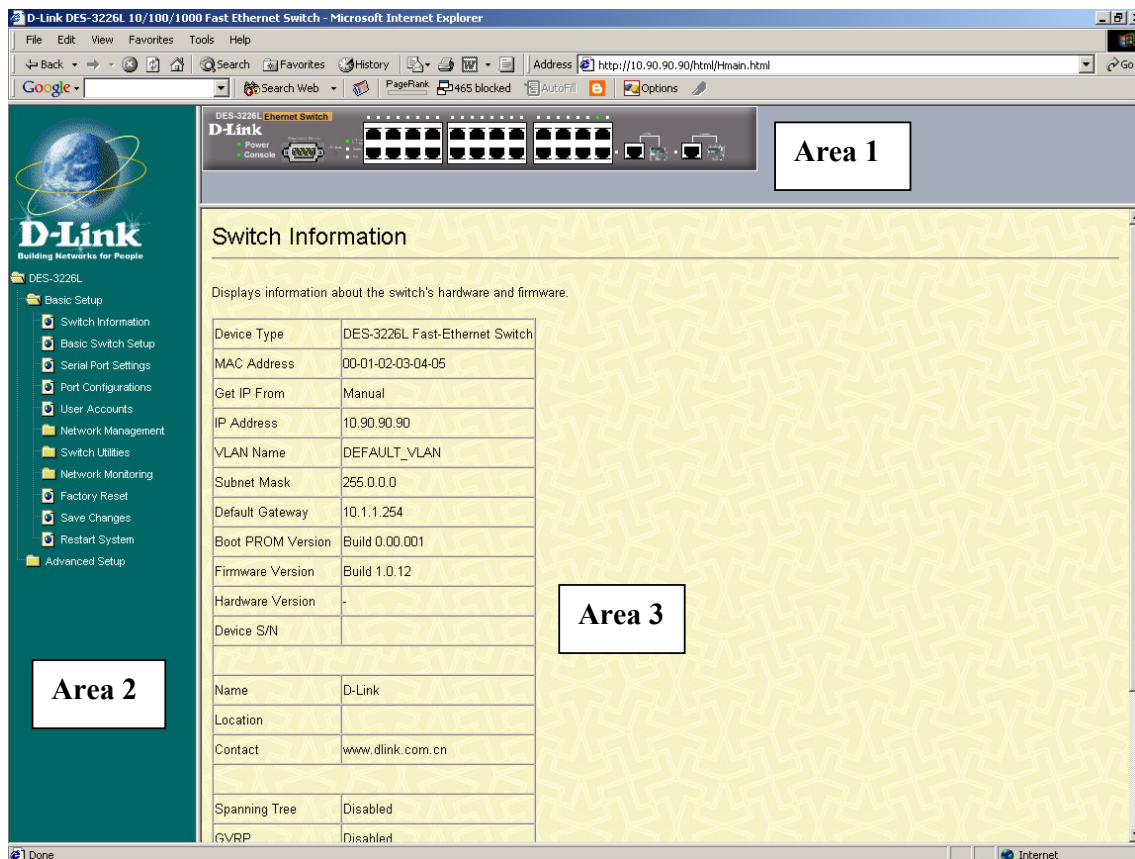 D-Link DES-3226L 10/100/1000 Fast Ethernet Switch - Microsoft Internet Explorer
File Edit View Favorites Tools Help
Back Search Favorites History Address http://10.90.90.90/html/Hmain.html Go
Google Search Web PageRank 465 blocked AutoFill Options
DES-3226L Ehernet Switch
D-Link
Power
Console
Area 1
D-Link
Building Networks for People
DES-3226L
Basic Setup
Switch Information
Basic Switch Setup
Serial Port Settings
Port Configurations
User Accounts
Network Management
Switch Utilities
Network Monitoring
Factory Reset
Save Changes
Restart System
Advanced Setup
Area 2
Switch Information
Displays information about the switch's hardware and firmware.
Device Type DES-3226L Fast-Ethernet Switch
MAC Address 00-01-02-03-04-05
Get IP From Manual
IP Address 10.90.90.90
VLAN Name DEFAULT_VLAN
Subnet Mask 255.0.0.0
Default Gateway 10.1.1.254
Boot PROM Version Build 0.00.001
Firmware Version Build 1.0.12
Hardware Version -
Device S/N
Name D-Link
Location
Contact www.dlink.com.cn
Spanning Tree Disabled
GVRP Disabled
Area 3
Done Internet